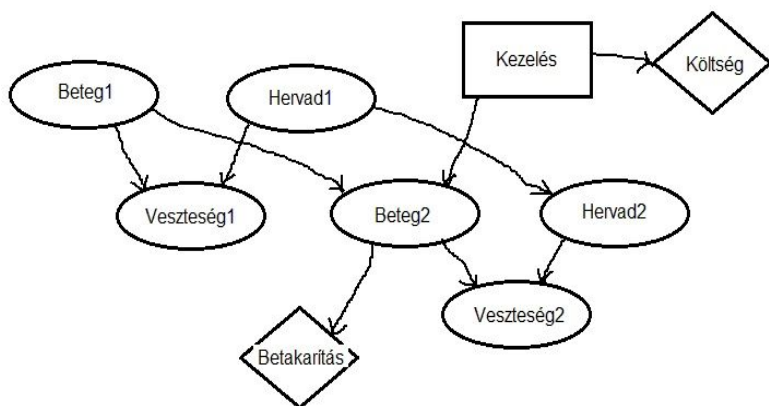 Kezelés
Költség
Beteg1
Hervad1
Veszteség1
Beteg2
Hervad2
Veszteség2
Betakarítás